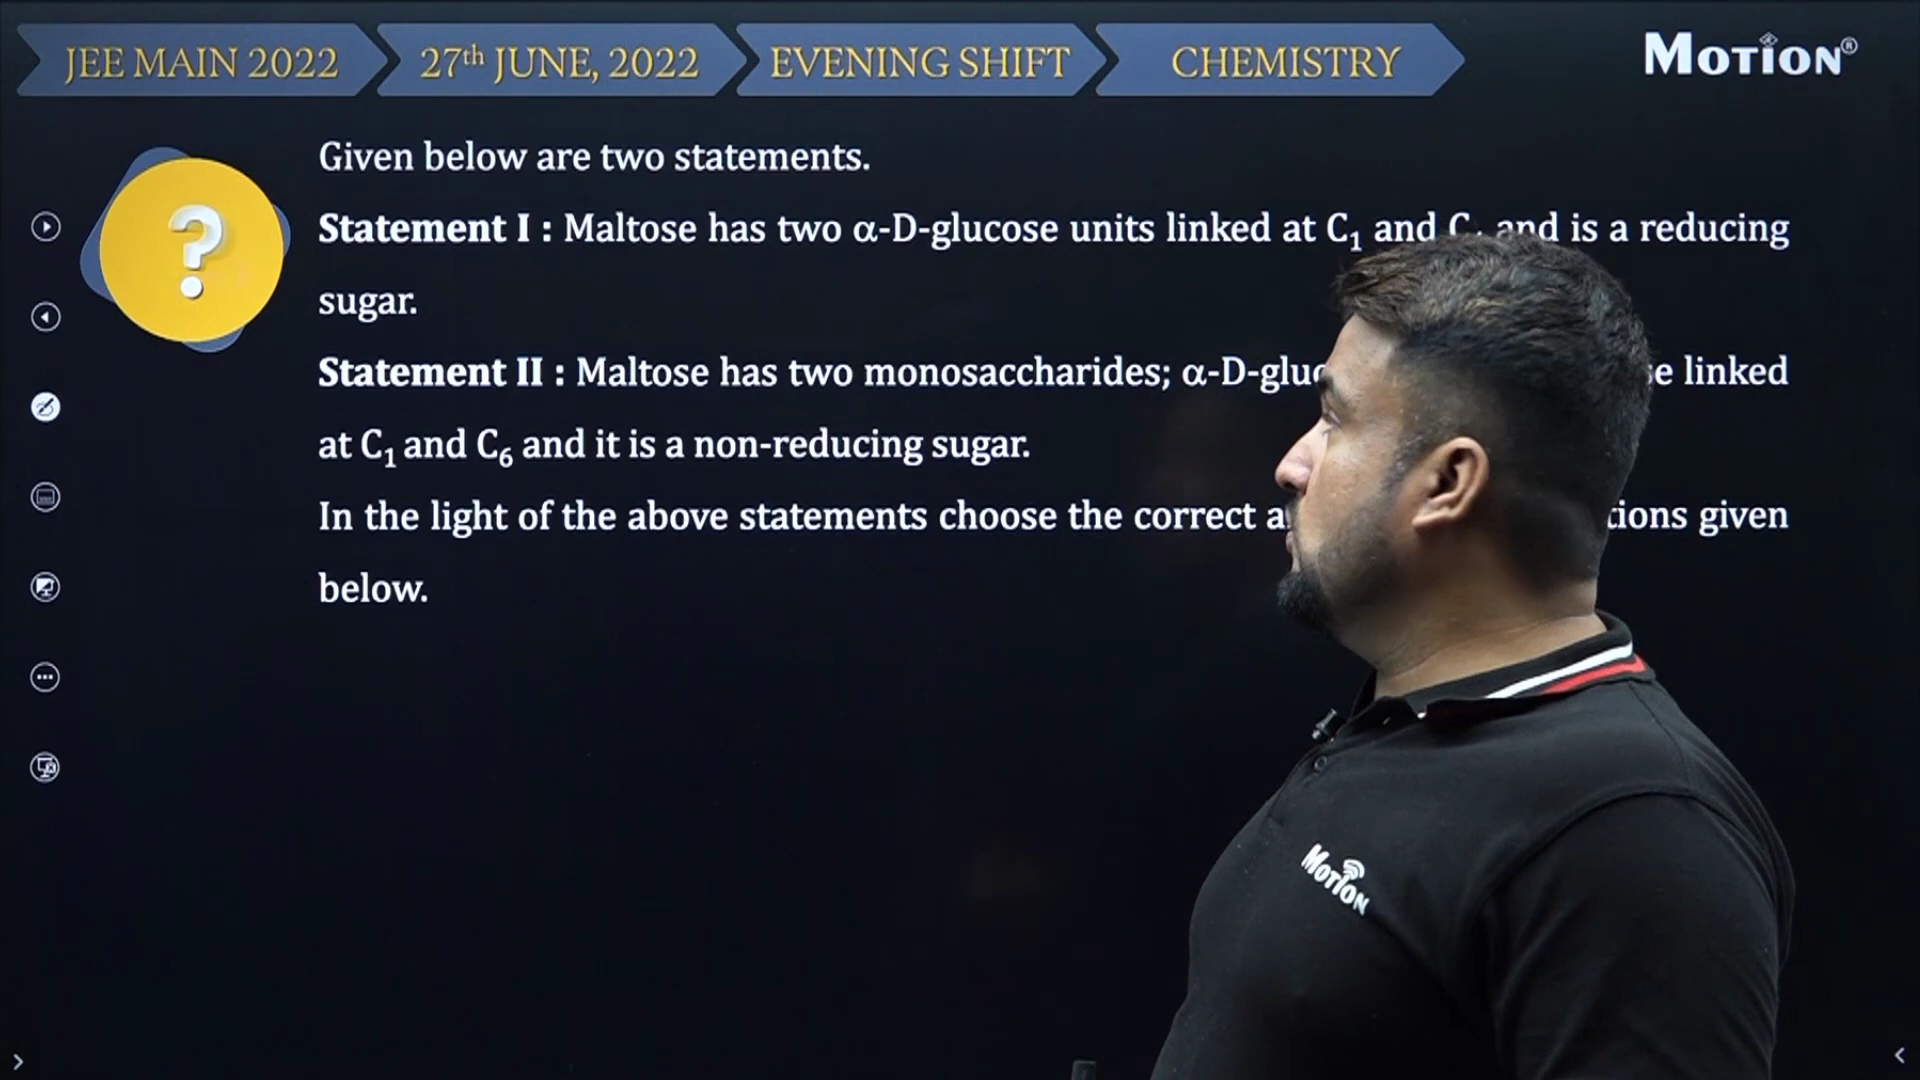 JEE MAIN 2022 27th JUNE, 2022 EVENING SHIFT CHEMISTRY MOTION®
Given below are two statements.
Statement I : Maltose has two α-D-glucose units linked at C₁ and and is a reducing
sugar.
Statement II : Maltose has two monosaccharides; linked
at C₁ and C₆ and it is a non-reducing sugar.
In the light of the above statements choose the correct given
below.
MOTION